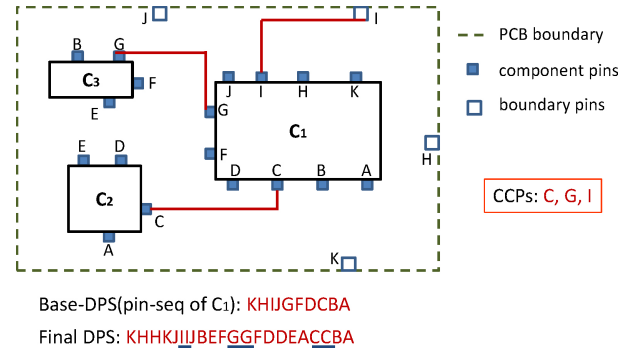 J
I
B
G
PCB boundary
C3
F
E
component pins
J
I
H
K
G
boundary pins
C1
F
E
D
D
C
B
A
H
C2
C
CCPs: C, G, I
A
K
Base-DPS(pin-seq of C1): KHIJGFDCBA
Final DPS: KHHKJIIJBEFGGFDDEACCBA